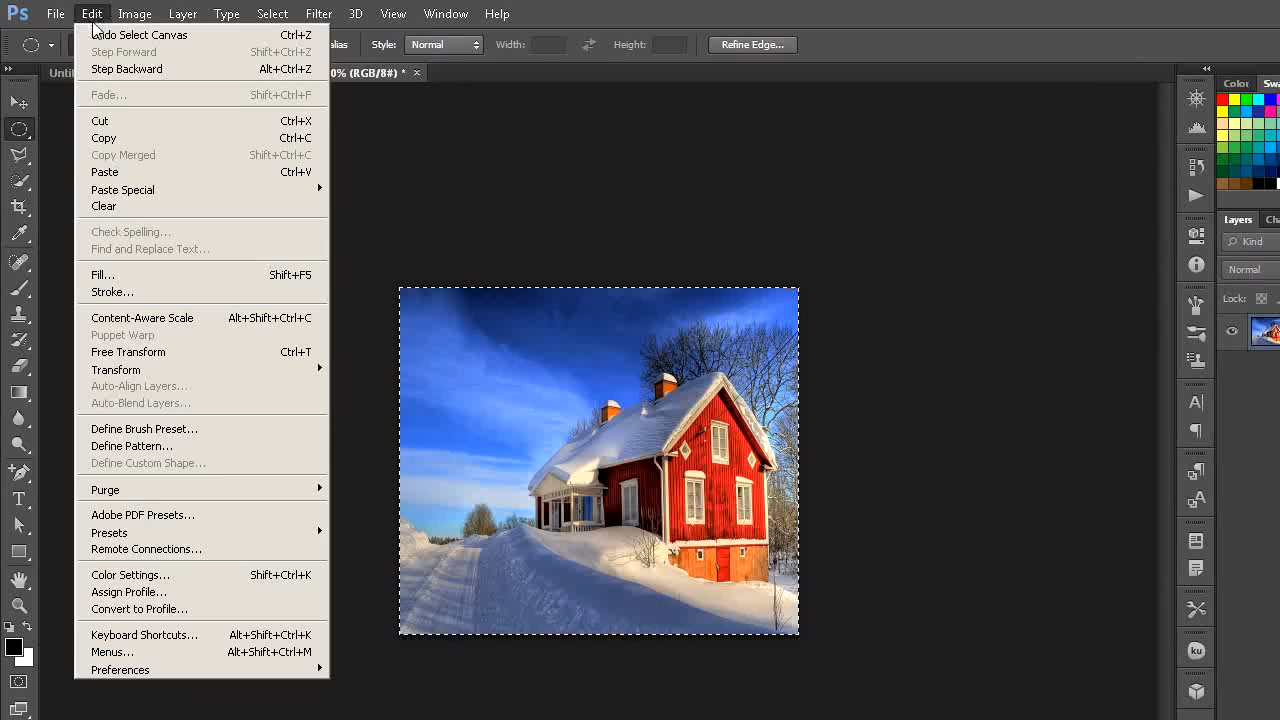 Ps File Edit Image Layer Type Select Filter 3D View Window Help
alias Style: Normal Width: Height: Refine Edge...
0% (RGB/8#) * ×
Undo Select Canvas Ctrl+Z
Step Forward Shift+Ctrl+Z
Step Backward Alt+Ctrl+Z
Fade... Shift+Ctrl+F
Cut Ctrl+X
Copy Ctrl+C
Copy Merged Shift+Ctrl+C
Paste Ctrl+V
Paste Special
Clear
Check Spelling...
Find and Replace Text...
Fill... Shift+F5
Stroke...
Content-Aware Scale Alt+Shift+Ctrl+C
Puppet Warp
Free Transform Ctrl+T
Transform
Auto-Align Layers...
Auto-Blend Layers...
Define Brush Preset...
Define Pattern...
Define Custom Shape...
Purge
Adobe PDF Presets...
Presets
Remote Connections...
Color Settings... Shift+Ctrl+K
Assign Profile...
Convert to Profile...
Keyboard Shortcuts... Alt+Shift+Ctrl+K
Menus... Alt+Shift+Ctrl+M
Preferences
Color
Layers
Kind
Normal
Lock:
ku